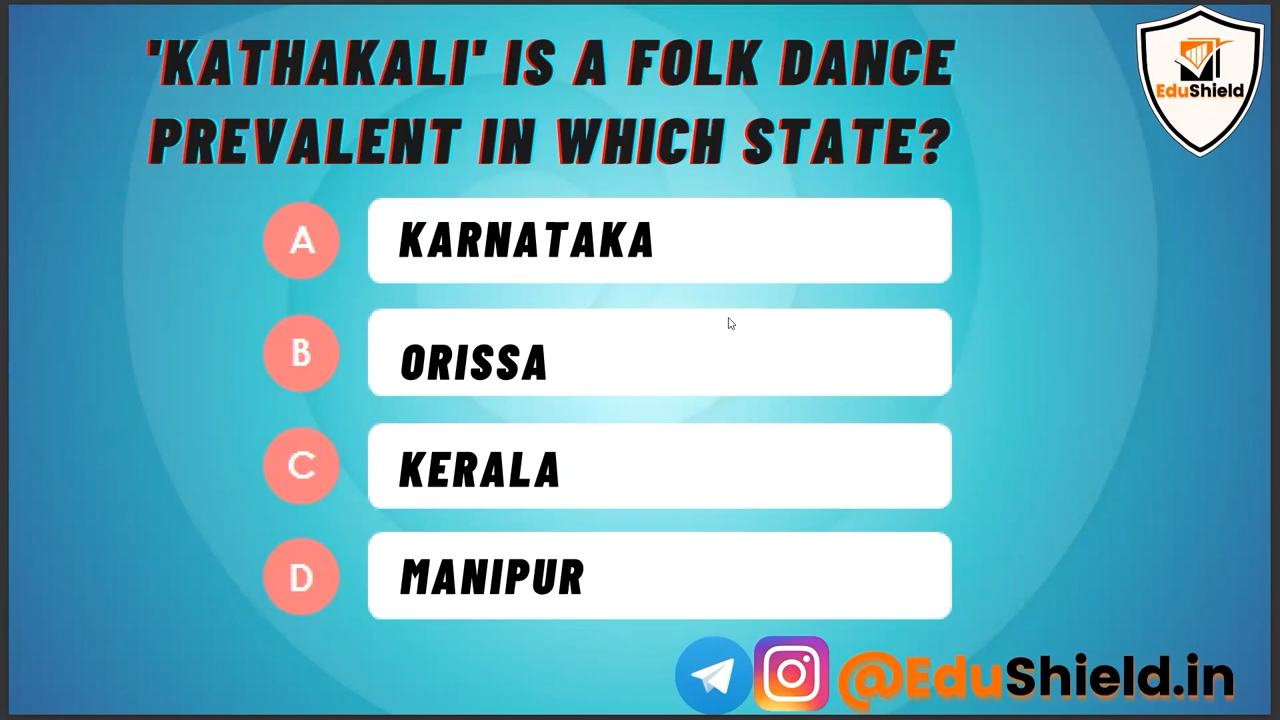 'KATHAKALI' IS A FOLK DANCE
PREVALENT IN WHICH STATE?
EduShield
A KARNATAKA
B ORISSA
C KERALA
D MANIPUR
@EduShield.in